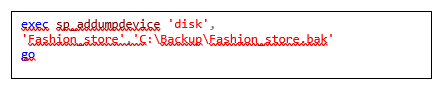 exec sp_addumpdevice 'disk',
'Fashion_store','C:\Backup\Fashion_store.bak'
go